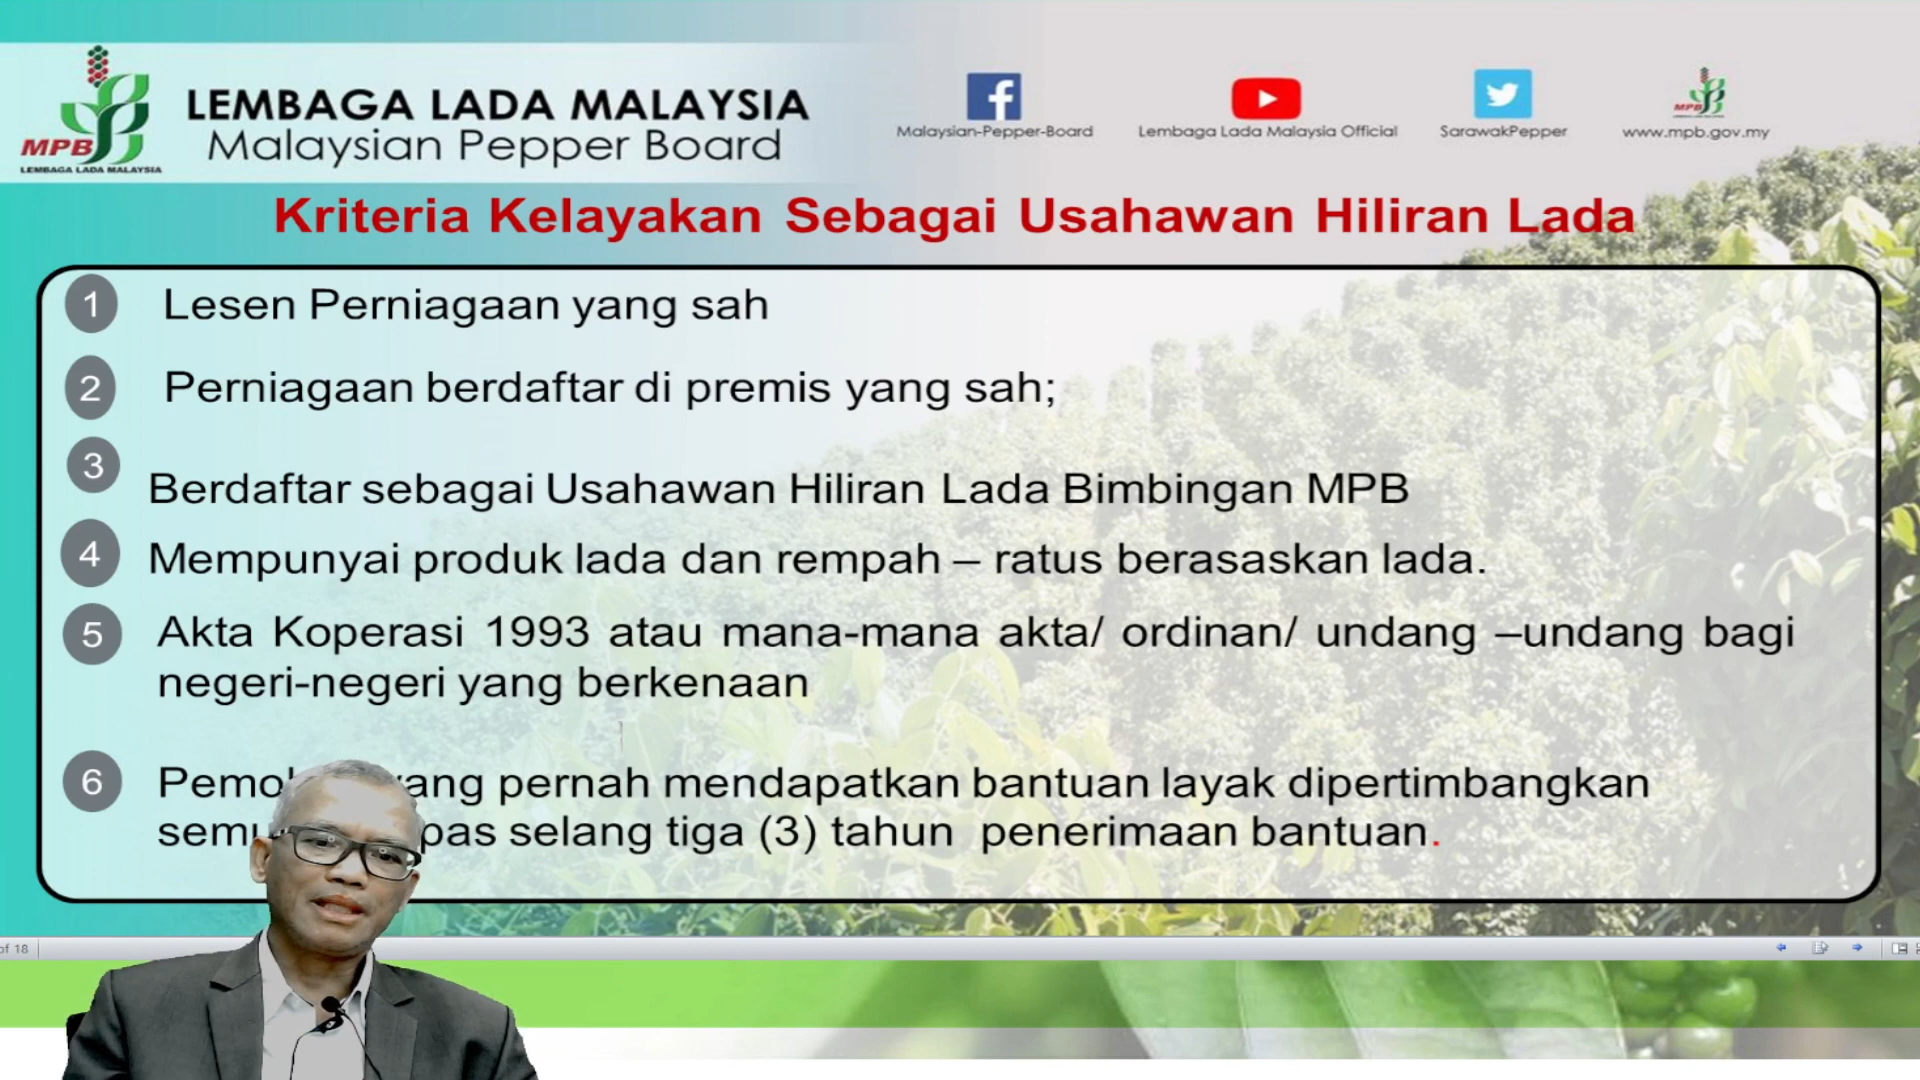 MPB
LEMBAGA LADA MALAYSIA
LEMBAGA LADA MALAYSIA
Malaysian Pepper Board
Malaysian-Pepper-Board
Lembaga Lada Malaysia Official
SarawakPepper
MPB
www.mpb.gov.my
Kriteria Kelayakan Sebagai Usahawan Hiliran Lada
1 Lesen Perniagaan yang sah
2 Perniagaan berdaftar di premis yang sah;
3 Berdaftar sebagai Usahawan Hiliran Lada Bimbingan MPB
4 Mempunyai produk lada dan rempah – ratus berasaskan lada.
5 Akta Koperasi 1993 atau mana-mana akta/ ordinan/ undang –undang bagi
negeri-negeri yang berkenaan
6 pernah mendapatkan bantuan layak dipertimbangkan
selang tiga (3) tahun penerimaan bantuan.
of 18